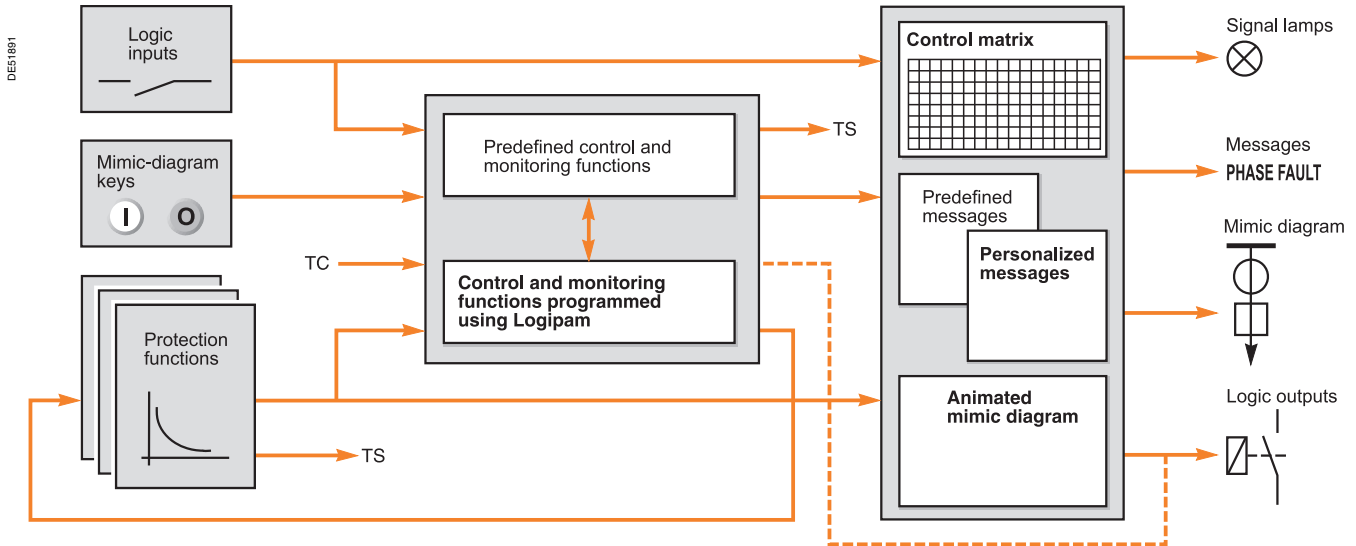 DE51891
Logic
inputs
Mimic-diagram
keys
I
O
Protection
functions
TS
TC
Predefined control and
monitoring functions
Control and monitoring
functions programmed
using Logipam
TS
Control matrix
Predefined
messages
Personalized
messages
Animated
mimic diagram
Signal lamps
Messages
PHASE FAULT
Mimic diagram
Logic outputs